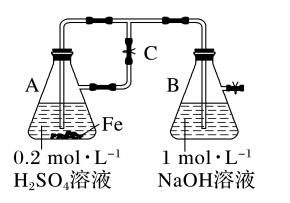 C
A
B
Fe
0.2 mol·L⁻¹
H₂SO₄溶液
1 mol·L⁻¹
NaOH溶液